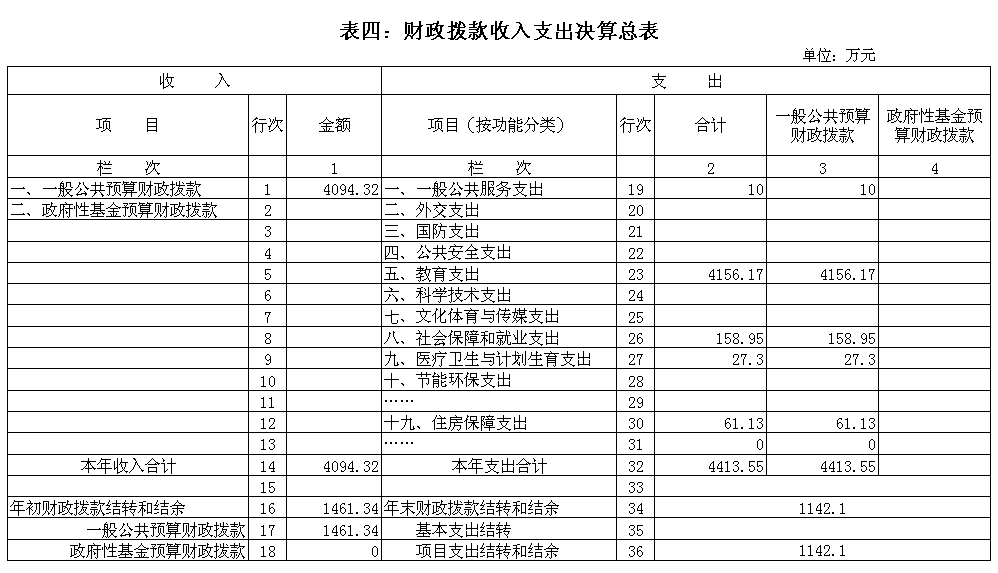 表四：财政拨款收入支出决算总表
单位：万元
收 入 支 出
项 目 行次 金额 项目（按功能分类） 行次 合计 一般公共预算财政拨款 政府性基金预算财政拨款
栏 次 1 栏 次 2 3 4
一、一般公共预算财政拨款 1 4094.32 一、一般公共服务支出 19 10 10
二、政府性基金预算财政拨款 2 二、外交支出 20
3 三、国防支出 21
4 四、公共安全支出 22
5 五、教育支出 23 4156.17 4156.17
6 六、科学技术支出 24
7 七、文化体育与传媒支出 25
8 八、社会保障和就业支出 26 158.95 158.95
9 九、医疗卫生与计划生育支出 27 27.3 27.3
10 十、节能环保支出 28
11 …… 29
12 十九、住房保障支出 30 61.13 61.13
13 …… 31 0 0
本年收入合计 14 4094.32 本年支出合计 32 4413.55 4413.55
15 33
年初财政拨款结转和结余 16 1461.34 年末财政拨款结转和结余 34 1142.1
一般公共预算财政拨款 17 1461.34 基本支出结转 35
政府性基金预算财政拨款 18 0 项目支出结转和结余 36 1142.1